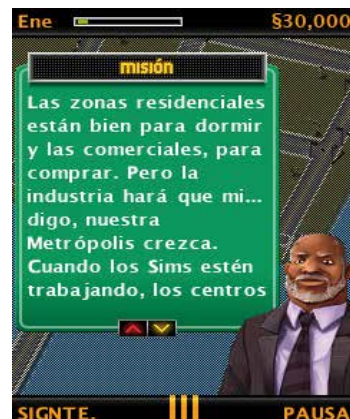 Ene §30,000
misión
Las zonas residenciales
están bien para dormir
y las comerciales, para
comprar. Pero la
industria hará que mi...
digo, nuestra
Metrópolis crezca.
Cuando los Sims estén
trabajando, los centros
SIGNTE. PAUSA